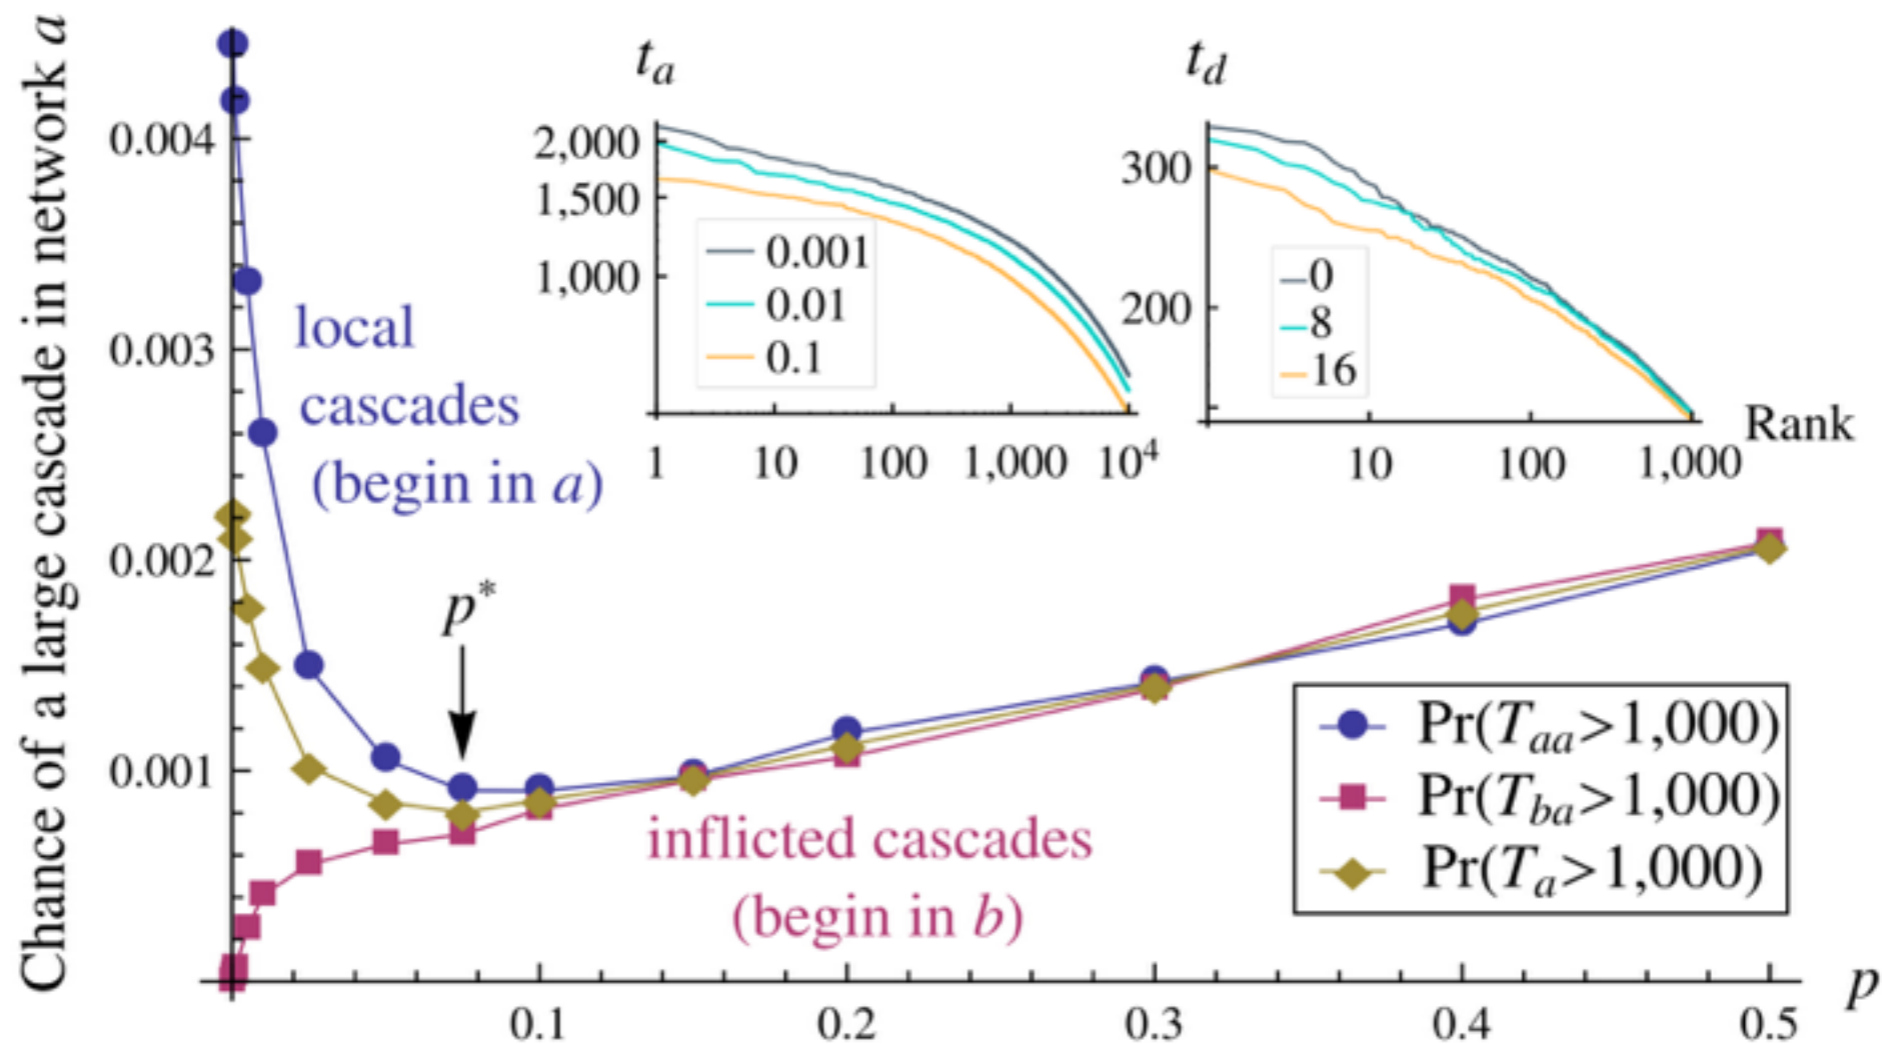 Chance of a large cascade in network a
0.004
0.003
0.002
0.001
local
cascades
(begin in a)
p*
inflicted cascades
(begin in b)
t_a
2,000
1,500
1,000
0.001
0.01
0.1
1
10
100
1,000
10^4
t_d
300
200
0
8
16
10
100
1,000
Rank
Pr(T_aa>1,000)
Pr(T_ba>1,000)
Pr(T_a>1,000)
0.1
0.2
0.3
0.4
0.5
p